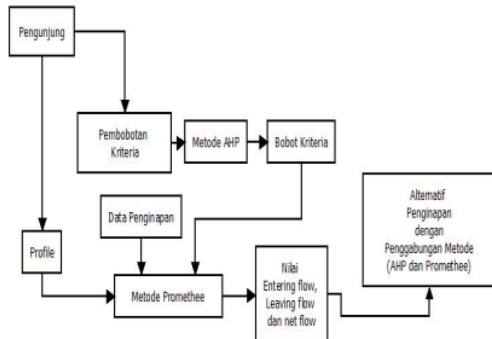 Pengunjung
Pembobotan
Kriteria
Metode AHP
Bobot Kriteria
Alternatif
Penginapan
dengan
Penggabungan Metode
(AHP dan Promethee)
Data Penginapan
Profile
Metode Promethee
Nilai
Entering flow,
Leaving flow
dan net flow